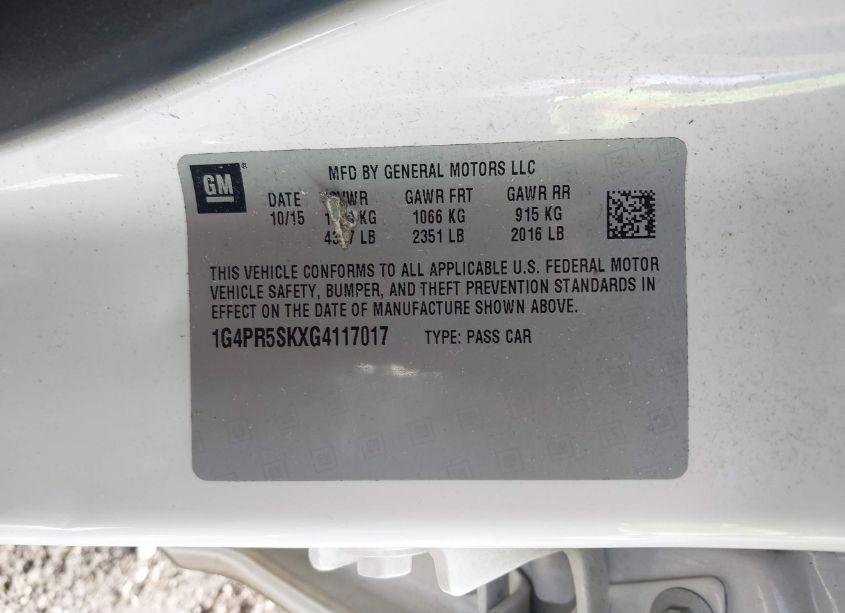 GM ®
MFD BY GENERAL MOTORS LLC
DATE GAWR FRT GAWR RR
10/15 KG 1066 KG 915 KG
LB 2351 LB 2016 LB
THIS VEHICLE CONFORMS TO ALL APPLICABLE U.S. FEDERAL MOTOR
VEHICLE SAFETY, BUMPER, AND THEFT PREVENTION STANDARDS IN
EFFECT ON THE DATE OF MANUFACTURE SHOWN ABOVE.
1G4PR5SKXG4117017 TYPE: PASS CAR